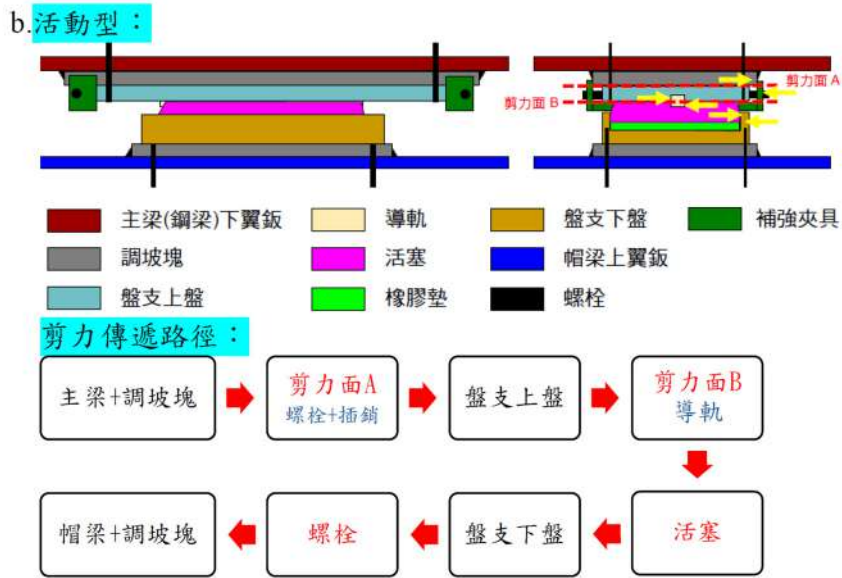 b.活動型：
剪力面 A
剪力面 B
主梁(鋼梁)下翼鈑
導軌
盤支下盤
補強夾具
調坡塊
活塞
帽梁上翼鈑
盤支上盤
橡膠墊
螺栓
剪力傳遞路徑：
主梁+調坡塊
剪力面A
螺栓+插銷
盤支上盤
剪力面B
導軌
帽梁+調坡塊
螺栓
盤支下盤
活塞